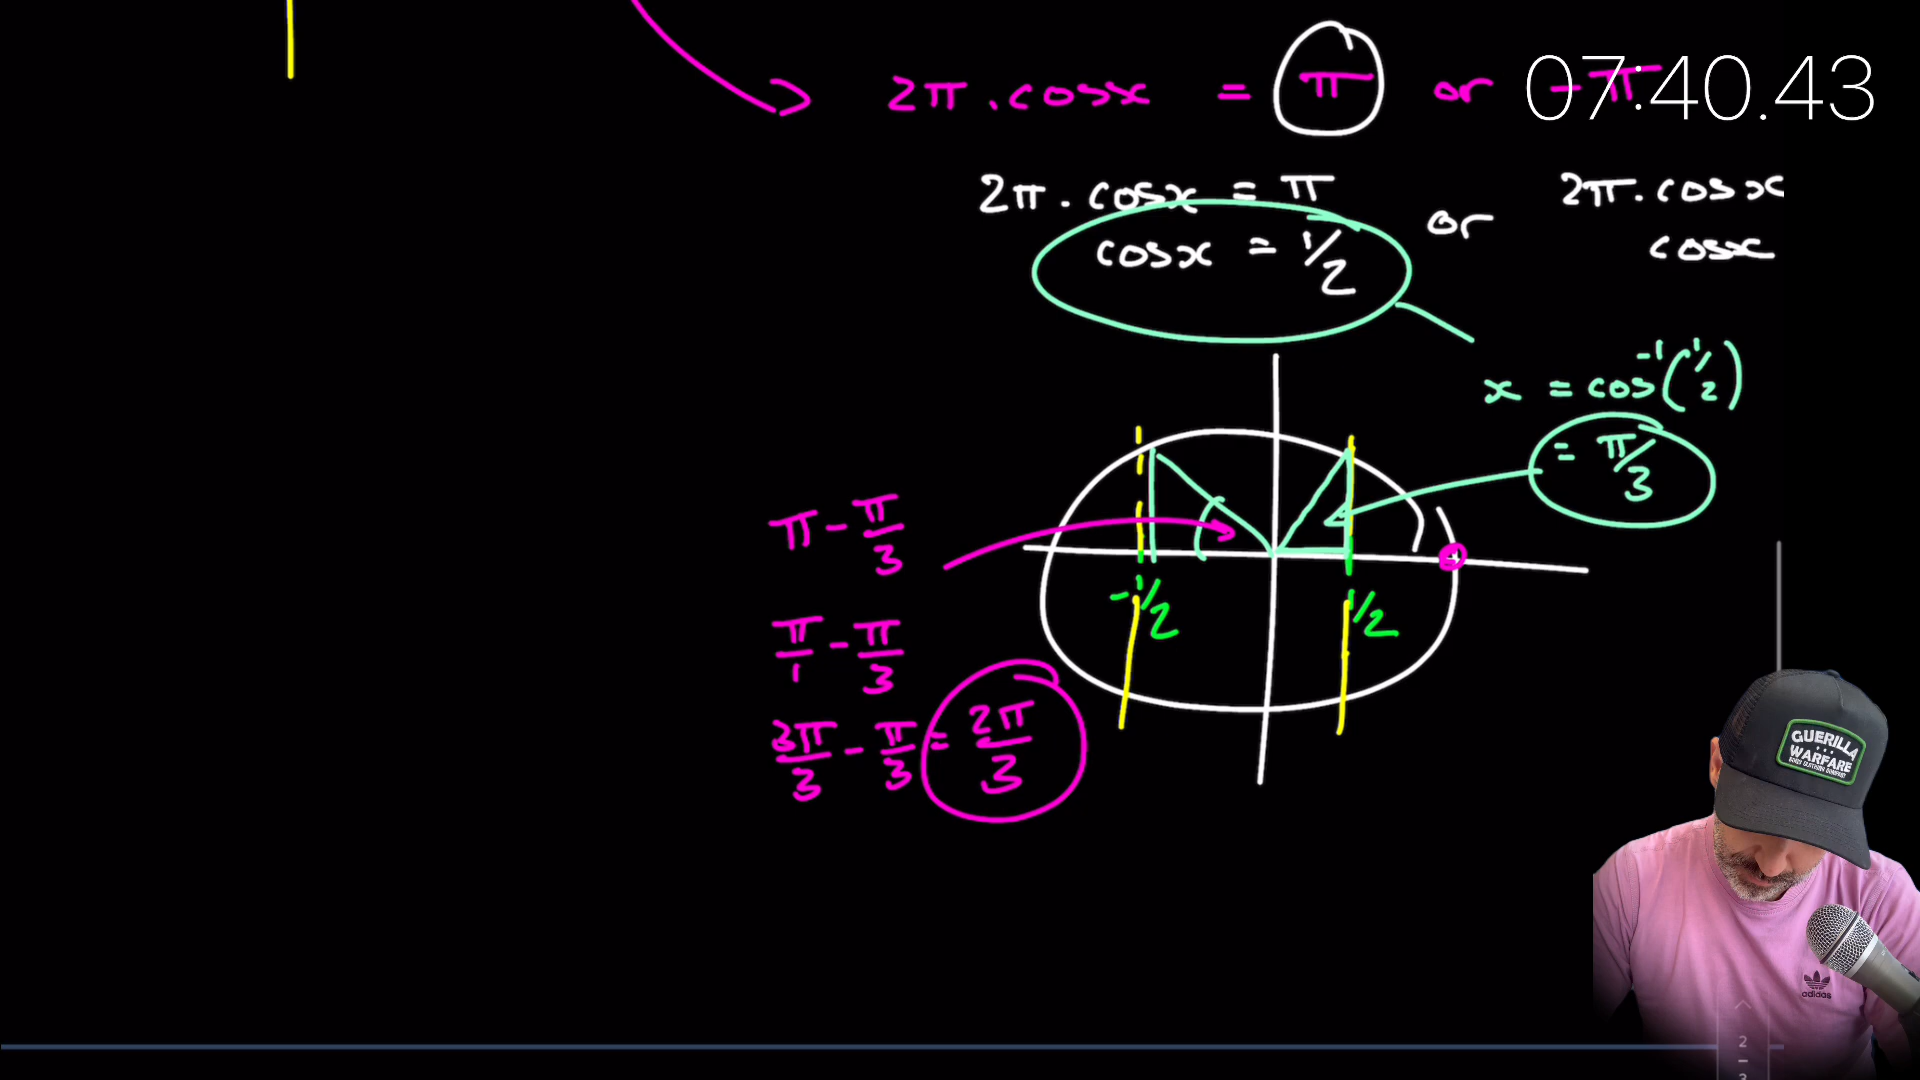 2π.cosx = π or -π
07:40.43
2π.cosx = π or 2π.cosx
cosx = 1/2 cosx
x = cos⁻¹(1/2)
= π/3
π - π/3
-1/2 1/2
π/1 - π/3
3π/3 - π/3 = 2π/3
GUERILLA
WARFARE
adidas
2